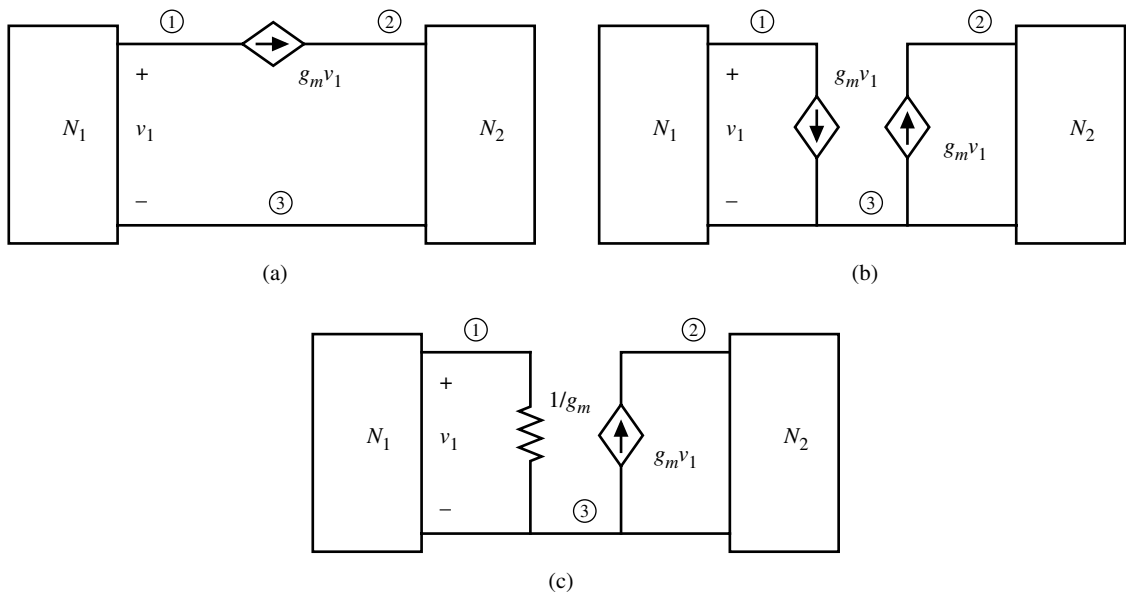 ① ②
+ g_m v_1
N_1 v_1 N_2
− ③
(a)
① ②
+ g_m v_1
N_1 v_1 g_m v_1 N_2
− ③
(b)
① ②
+ 1/g_m
N_1 v_1 g_m v_1 N_2
− ③
(c)